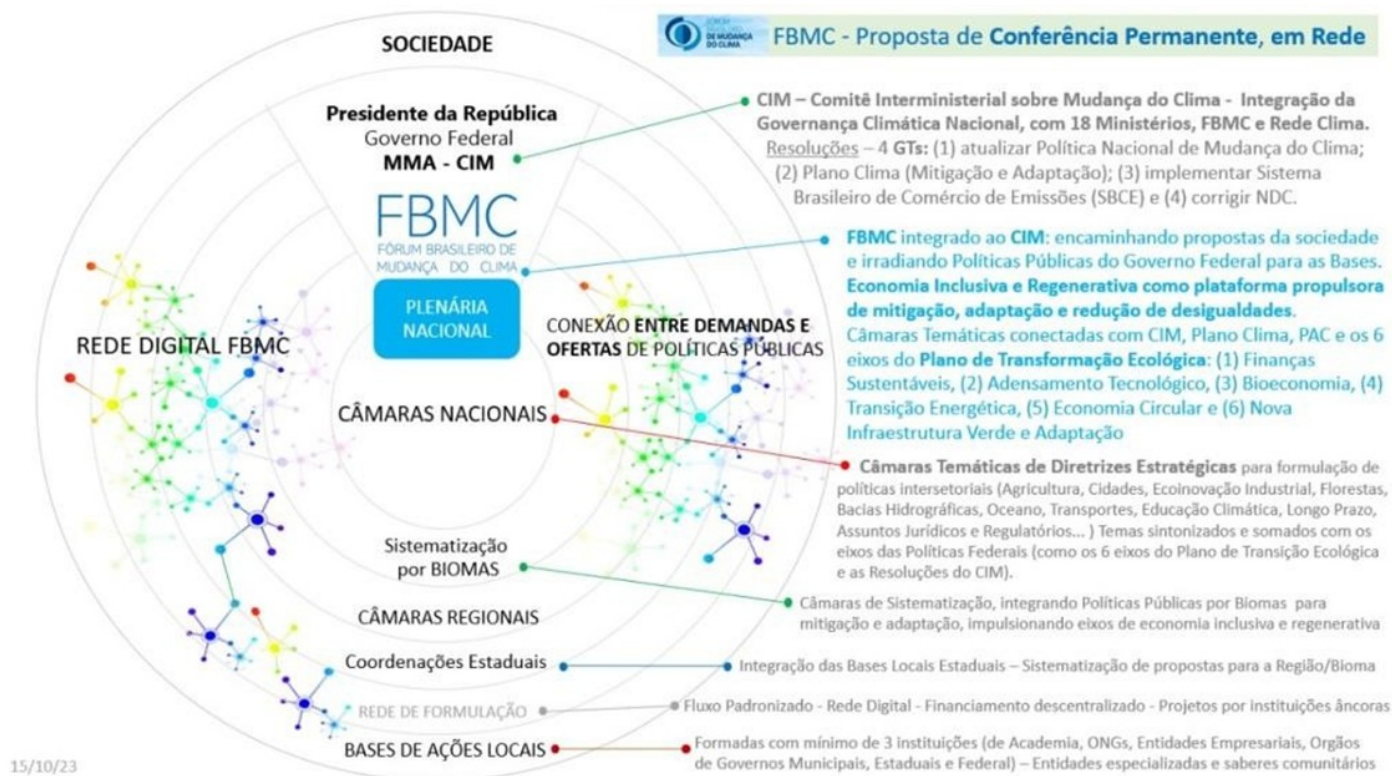 SOCIEDADE
FÓRUM
BRASILEIRO
DE MUDANÇA
DO CLIMA
FBMC - Proposta de Conferência Permanente, em Rede
Presidente da República
Governo Federal
MMA - CIM
FBMC
FÓRUM BRASILEIRO DE
MUDANÇA DO CLIMA
PLENÁRIA
NACIONAL
REDE DIGITAL FBMC
CONEXÃO ENTRE DEMANDAS E
OFERTAS DE POLÍTICAS PÚBLICAS
CÂMARAS NACIONAIS
Sistematização
por BIOMAS
CÂMARAS REGIONAIS
Coordenações Estaduais
REDE DE FORMULAÇÃO
BASES DE AÇÕES LOCAIS
CIM – Comitê Interministerial sobre Mudança do Clima - Integração da
Governança Climática Nacional, com 18 Ministérios, FBMC e Rede Clima.
Resoluções – 4 GTs: (1) atualizar Política Nacional de Mudança do Clima;
(2) Plano Clima (Mitigação e Adaptação); (3) implementar Sistema
Brasileiro de Comércio de Emissões (SBCE) e (4) corrigir NDC.
FBMC integrado ao CIM: encaminhando propostas da sociedade
e irradiando Políticas Públicas do Governo Federal para as Bases.
Economia Inclusiva e Regenerativa como plataforma propulsora
de mitigação, adaptação e redução de desigualdades.
Câmaras Temáticas conectadas com CIM, Plano Clima, PAC e os 6
eixos do Plano de Transformação Ecológica: (1) Finanças
Sustentáveis, (2) Adensamento Tecnológico, (3) Bioeconomia, (4)
Transição Energética, (5) Economia Circular e (6) Nova
Infraestrutura Verde e Adaptação
Câmaras Temáticas de Diretrizes Estratégicas para formulação de
políticas intersetoriais (Agricultura, Cidades, Ecoinovação Industrial, Florestas,
Bacias Hidrográficas, Oceano, Transportes, Educação Climática, Longo Prazo,
Assuntos Jurídicos e Regulatórios... ) Temas sintonizados e somados com os
eixos das Políticas Federais (como os 6 eixos do Plano de Transição Ecológica
e as Resoluções do CIM).
Câmaras de Sistematização, integrando Políticas Públicas por Biomas para
mitigação e adaptação, impulsionando eixos de economia inclusiva e regenerativa
Integração das Bases Locais Estaduais – Sistematização de propostas para a Região/Bioma
Fluxo Padronizado - Rede Digital - Financiamento descentralizado - Projetos por instituições âncoras
Formadas com mínimo de 3 instituições (de Academia, ONGs, Entidades Empresariais, Orgãos
de Governos Municipais, Estaduais e Federal) – Entidades especializadas e saberes comunitários
15/10/23